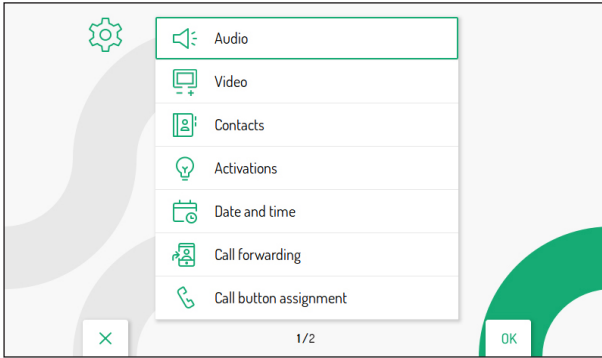 Audio
Video
Contacts
Activations
Date and time
Call forwarding
Call button assignment
1/2
OK